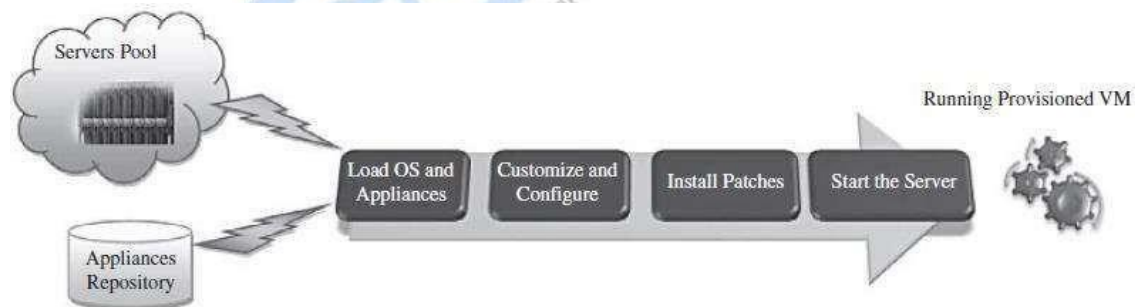 Servers Pool
Running Provisioned VM
Load OS and
Appliances
Customize and
Configure
Install Patches
Start the Server
Appliances
Repository